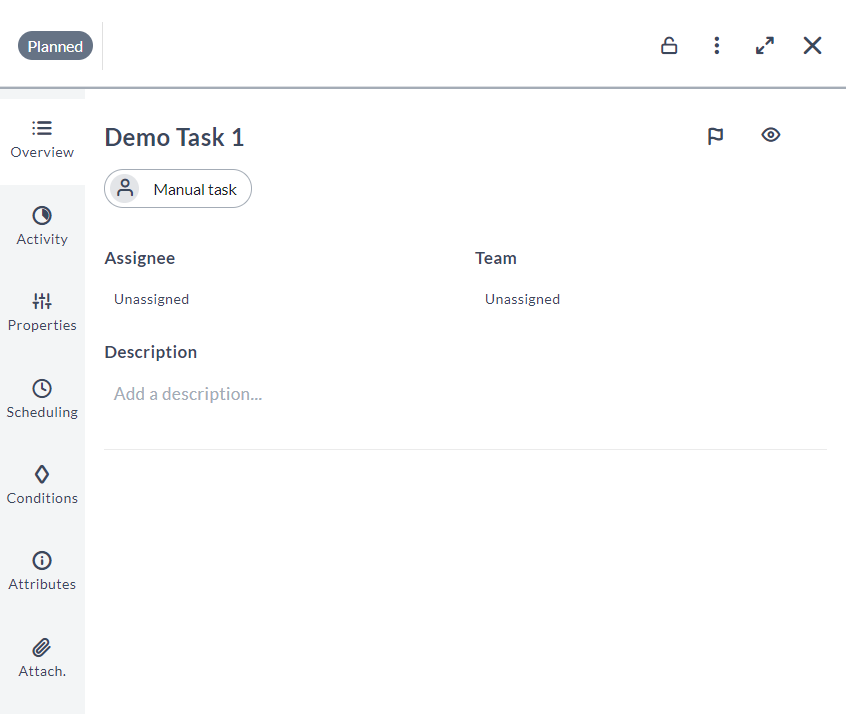 Planned
Overview
Activity
Properties
Scheduling
Conditions
Attributes
Attach.
Demo Task 1
Manual task
Assignee
Team
Unassigned
Unassigned
Description
Add a description...